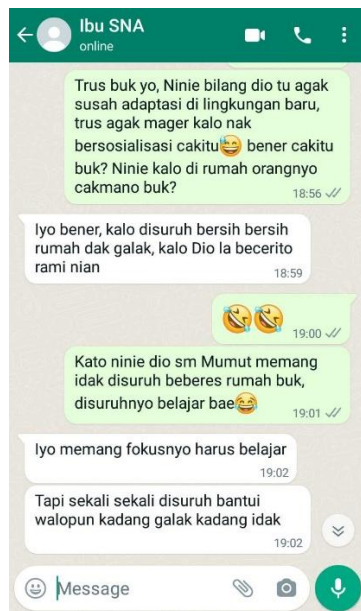 Ibu SNA
online
Trus buk yo, Ninie bilang dio tu agak
susah adaptasi di lingkungan baru,
trus agak mager kalo nak
bersosialisasi cakitu😅 bener cakitu
buk? Ninie kalo di rumah orangnyo
cakmano buk?
18:56
Iyo bener, kalo disuruh bersih bersih
rumah dak galak, kalo Dio la becerito
rami nian
18:59
🤣🤣
19:00
Kato ninie dio sm Mumut memang
idak disuruh beberes rumah buk,
disuruhnyo belajar bae😂
19:01
Iyo memang fokusnyo harus belajar
19:02
Tapi sekali sekali disuruh bantui
walopun kadang galak kadang idak
19:02
Message